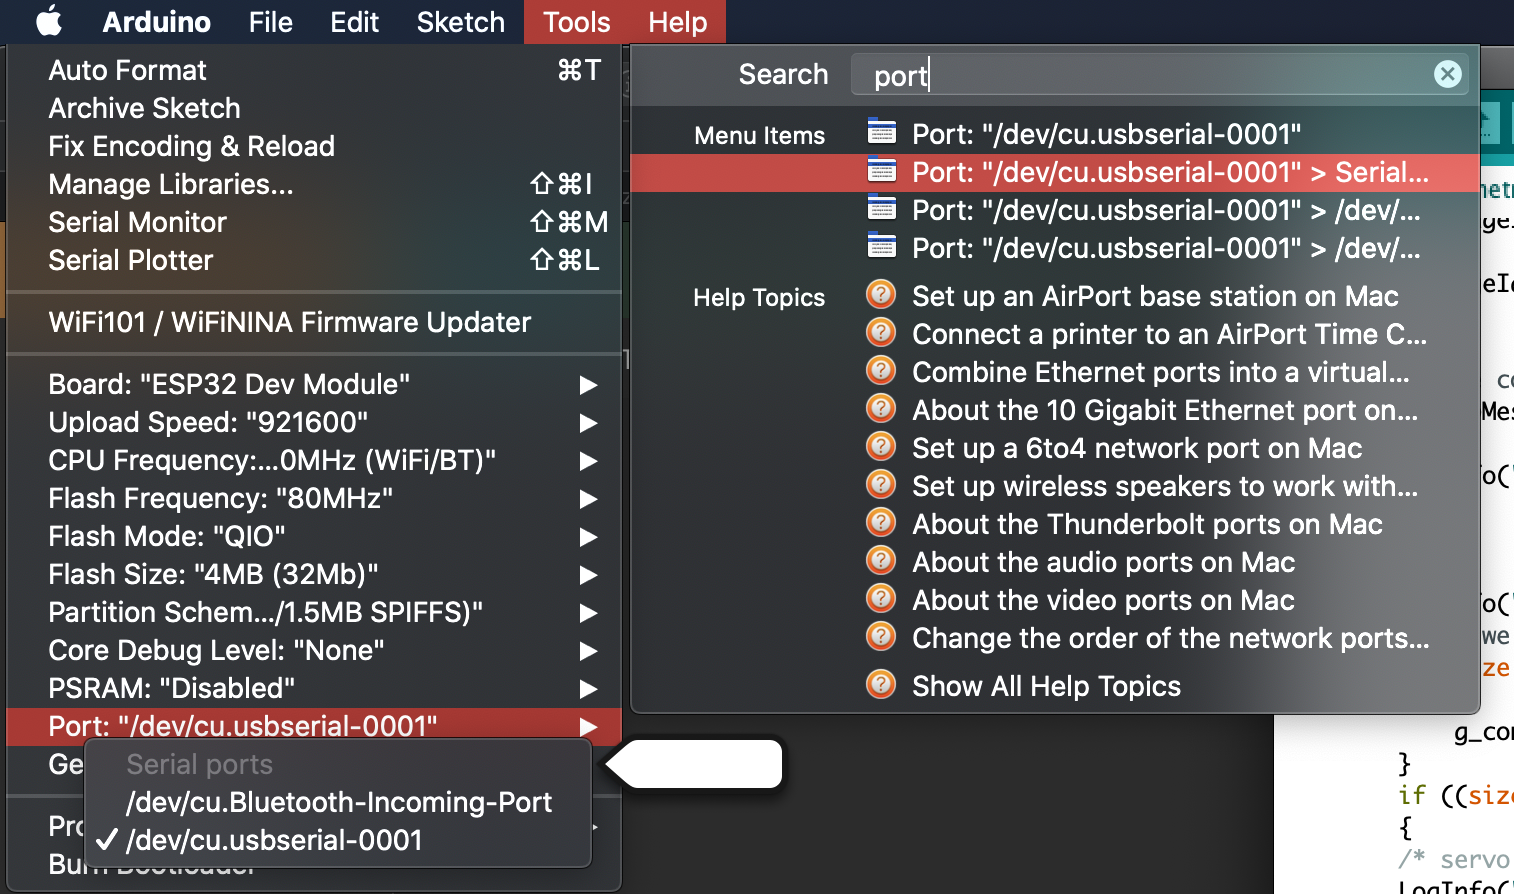 Arduino File Edit Sketch Tools Help
Auto Format ⌘T
Archive Sketch
Fix Encoding & Reload
Manage Libraries... ⇧⌘I
Serial Monitor ⇧⌘M
Serial Plotter ⇧⌘L
WiFi101 / WiFiNINA Firmware Updater
Board: "ESP32 Dev Module"
Upload Speed: "921600"
CPU Frequency:...0MHz (WiFi/BT)"
Flash Frequency: "80MHz"
Flash Mode: "QIO"
Flash Size: "4MB (32Mb)"
Partition Schem.../1.5MB SPIFFS)"
Core Debug Level: "None"
PSRAM: "Disabled"
Port: "/dev/cu.usbserial-0001"
Ge
Serial ports
/dev/cu.Bluetooth-Incoming-Port
✓ /dev/cu.usbserial-0001
Search port
Menu Items
Port: "/dev/cu.usbserial-0001"
Port: "/dev/cu.usbserial-0001" > Serial...
Port: "/dev/cu.usbserial-0001" > /dev/...
Port: "/dev/cu.usbserial-0001" > /dev/...
Help Topics
Set up an AirPort base station on Mac
Connect a printer to an AirPort Time C...
Combine Ethernet ports into a virtual...
About the 10 Gigabit Ethernet port on...
Set up a 6to4 network port on Mac
Set up wireless speakers to work with...
About the Thunderbolt ports on Mac
About the audio ports on Mac
About the video ports on Mac
Change the order of the network ports...
Show All Help Topics
g_con
}
if ((size
{
/* servo
LogInfo("